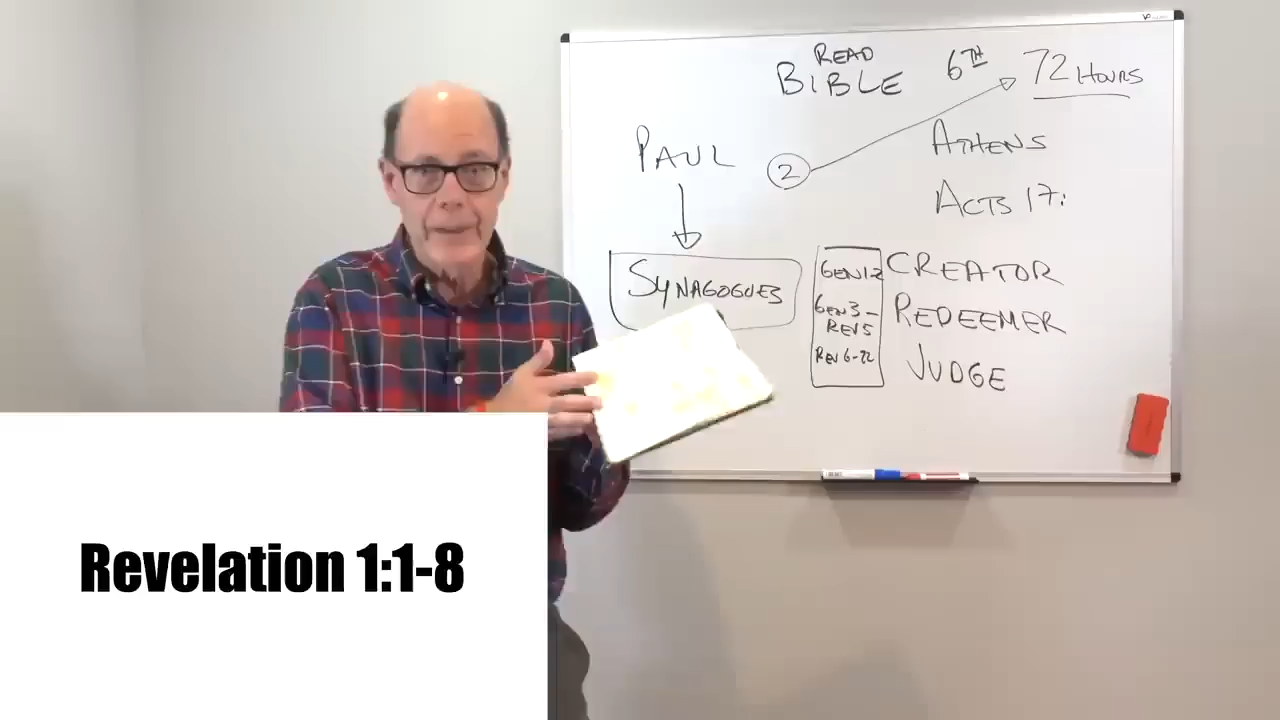 READ
BIBLE
6TH
72 HOURS
PAUL
2
ATHENS
ACTS 17:
SYNAGOGUES
GEN 1-2 CREATOR
GEN 3-
REV 5
REDEEMER
REV 6-22
JUDGE
Revelation 1:1-8